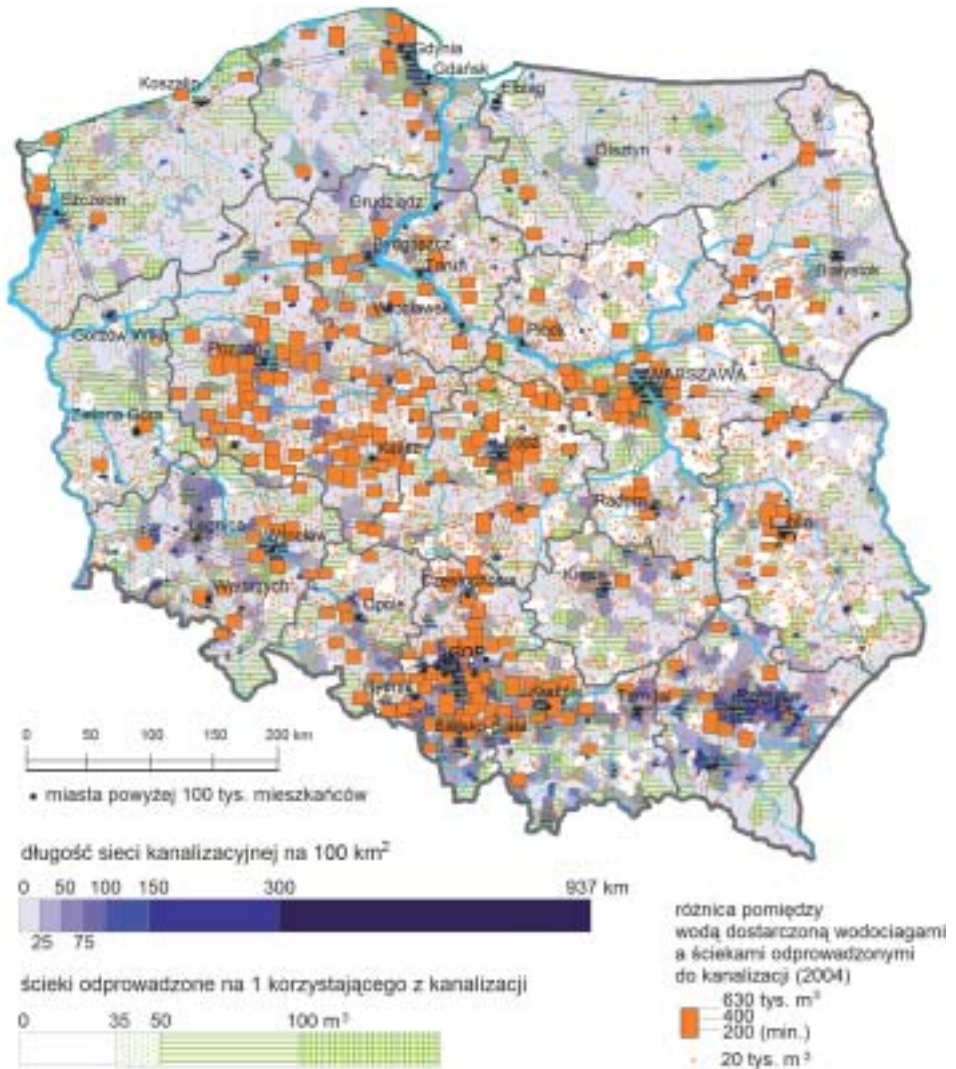 Gdynia
Gdańsk
Koszalin
Elbląg
Olsztyn
Szczecin
Grudziądz
Bydgoszcz
Toruń
Białystok
Włocławek
Gorzów Wlkp.
Płock
Poznań
WARSZAWA
Zielona Góra
Kalisz
Łódź
Radom
Legnica
Lublin
Wrocław
Wałbrzych
Częstochowa
Kielce
Opole
GOP
Rybnik
Tarnów
Bielsko-Biała
0 50 100 150 200 km
• miasta powyżej 100 tys. mieszkańców
długość sieci kanalizacyjnej na 100 km²
0 50 100 150 300 937 km
25 75
ścieki odprowadzone na 1 korzystającego z kanalizacji
0 35 50 100 m³
różnica pomiędzy
wodą dostarczoną wodociagami
a ściekami odprowadzonymi
do kanalizacji (2004)
630 tys. m³
400
200 (min.)
20 tys. m³